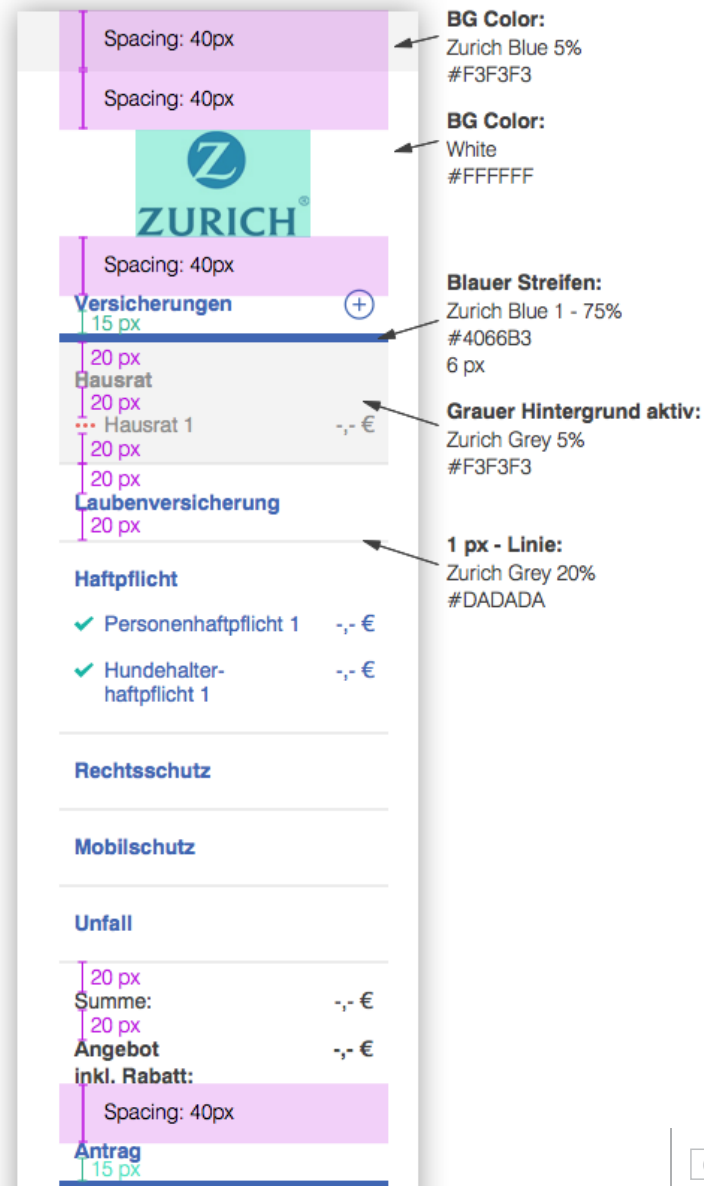 Spacing: 40px
Spacing: 40px
ZURICH®
Spacing: 40px
Versicherungen
15 px
20 px
Hausrat
20 px
Hausrat 1 -,- €
20 px
20 px
Laubenversicherung
20 px
Haftpflicht
Personenhaftpflicht 1 -,- €
Hundehalter- -,- €
haftpflicht 1
Rechtsschutz
Mobilschutz
Unfall
20 px
Summe: -,- €
20 px
Angebot -,- €
inkl. Rabatt:
Spacing: 40px
Antrag
15 px
BG Color:
Zurich Blue 5%
#F3F3F3
BG Color:
White
#FFFFFF
Blauer Streifen:
Zurich Blue 1 - 75%
#4066B3
6 px
Grauer Hintergrund aktiv:
Zurich Grey 5%
#F3F3F3
1 px - Linie:
Zurich Grey 20%
#DADADA